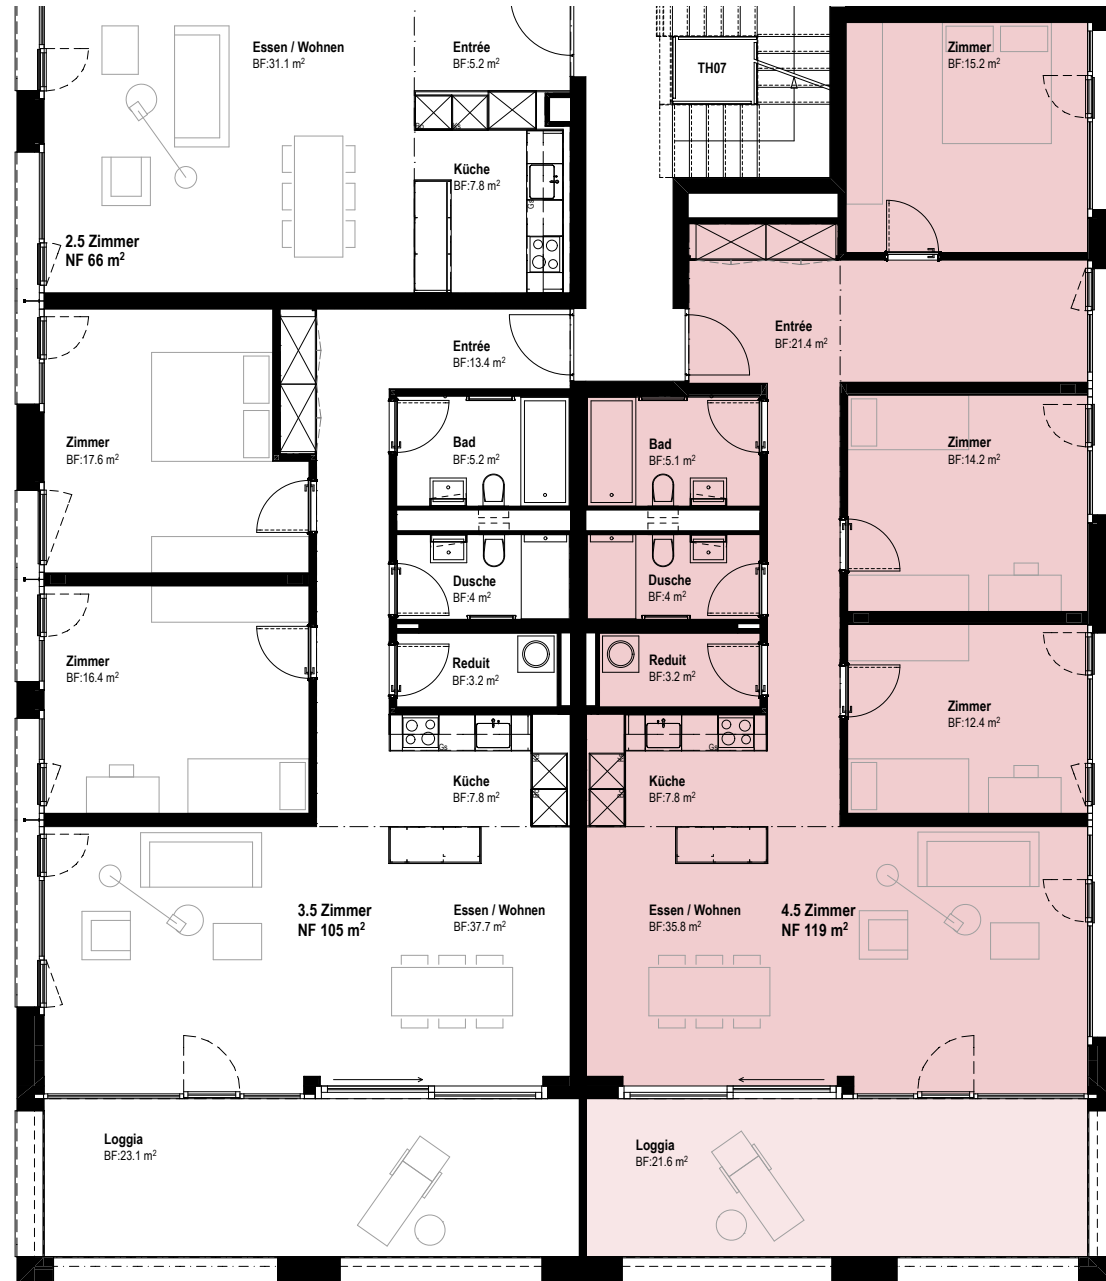 Essen / Wohnen
BF:31.1 m²
Entrée
BF:5.2 m²
TH07
Zimmer
BF:15.2 m²
Küche
BF:7.8 m²
Gs
2.5 Zimmer
NF 66 m²
Entrée
BF:13.4 m²
Entrée
BF:21.4 m²
Zimmer
BF:17.6 m²
Bad
BF:5.2 m²
Bad
BF:5.1 m²
Zimmer
BF:14.2 m²
Dusche
BF:4 m²
Dusche
BF:4 m²
Zimmer
BF:16.4 m²
Reduit
BF:3.2 m²
Reduit
BF:3.2 m²
Zimmer
BF:12.4 m²
Gs
Gs
Küche
BF:7.8 m²
Küche
BF:7.8 m²
3.5 Zimmer
NF 105 m²
Essen / Wohnen
BF:37.7 m²
Essen / Wohnen
BF:35.8 m²
4.5 Zimmer
NF 119 m²
Loggia
BF:23.1 m²
Loggia
BF:21.6 m²